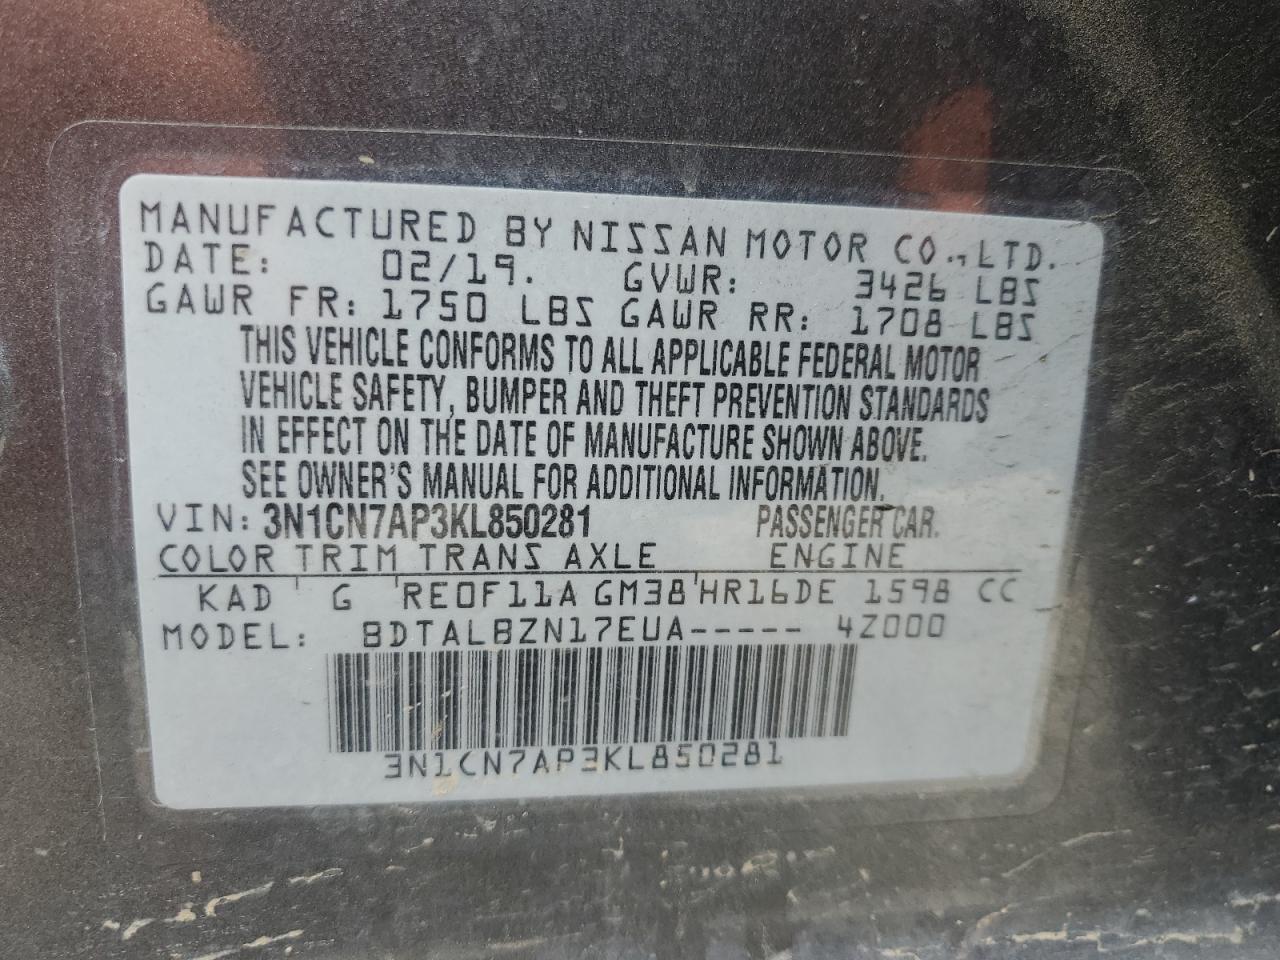 MANUFACTURED BY NISSAN MOTOR CO., LTD.
DATE: 02/19. GVWR: 3426 LBS
GAWR FR: 1750 LBS GAWR RR: 1708 LBS
THIS VEHICLE CONFORMS TO ALL APPLICABLE FEDERAL MOTOR
VEHICLE SAFETY, BUMPER AND THEFT PREVENTION STANDARDS
IN EFFECT ON THE DATE OF MANUFACTURE SHOWN ABOVE.
SEE OWNER'S MANUAL FOR ADDITIONAL INFORMATION.
VIN: 3N1CN7AP3KL850281 PASSENGER CAR.
COLOR TRIM TRANS AXLE ENGINE
KAD G RE0F11A GM38 HR16DE 1598 CC
MODEL: BDTALBZN17EUA----- 4Z000
3N1CN7AP3KL850281